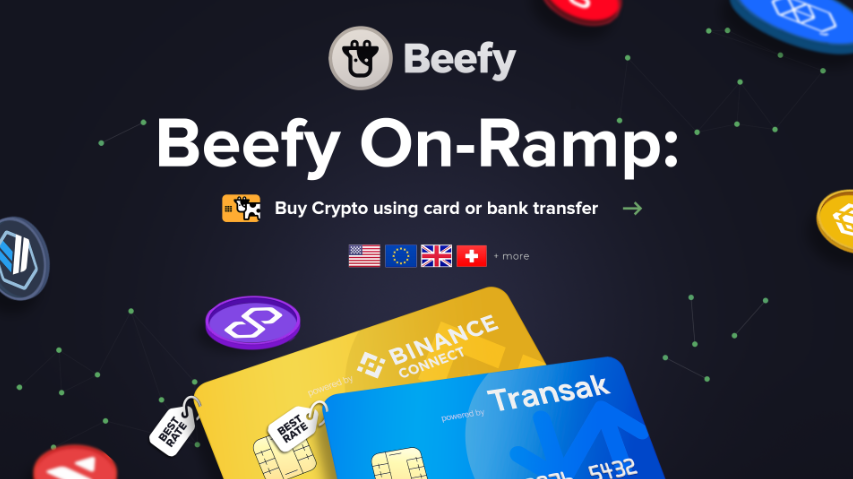 Beefy
Beefy On-Ramp:
Buy Crypto using card or bank transfer
+ more
BINANCE
CONNECT
powered by
Transak
powered by
BEST
RATE
BEST
RATE
5432